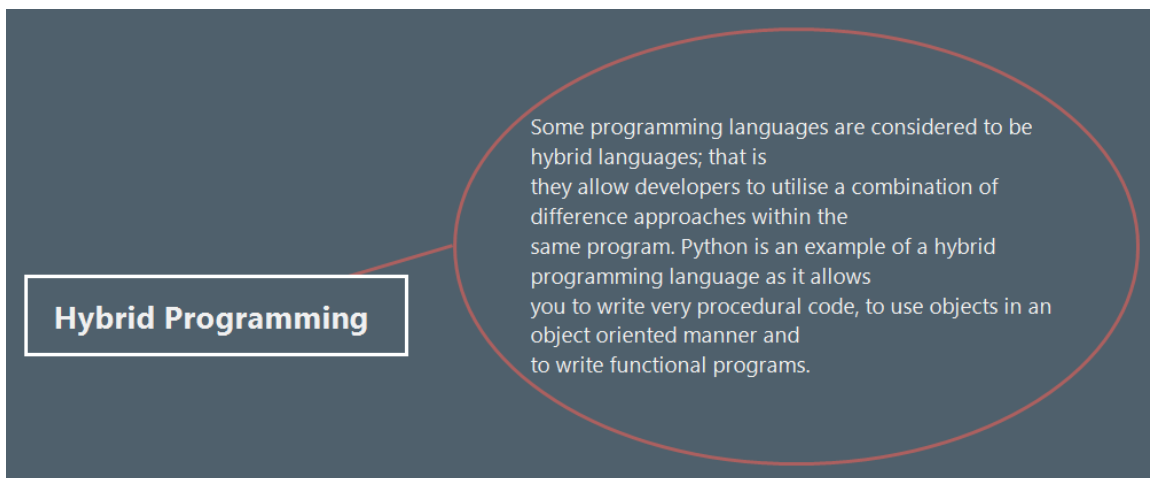 Hybrid Programming
Some programming languages are considered to be
hybrid languages; that is
they allow developers to utilise a combination of
difference approaches within the
same program. Python is an example of a hybrid
programming language as it allows
you to write very procedural code, to use objects in an
object oriented manner and
to write functional programs.